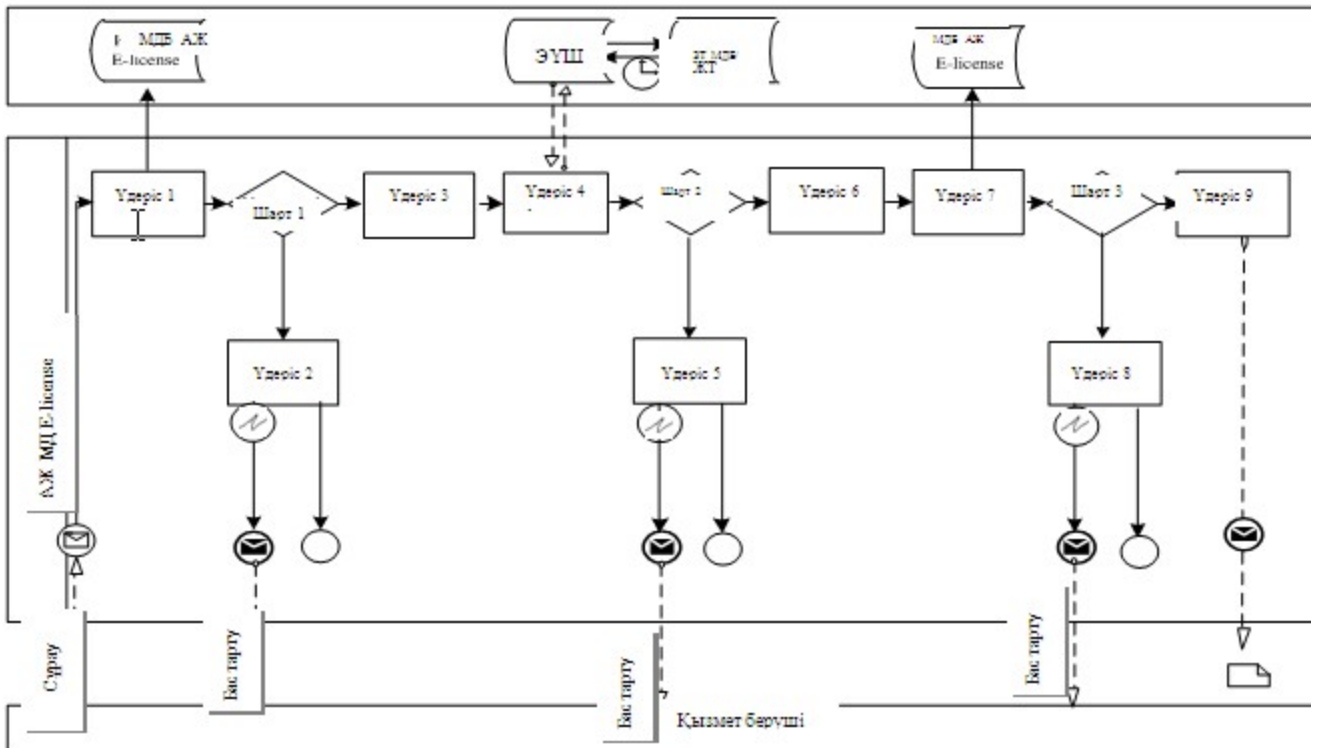 МДБ АЖ
E-license
ЭҮШ
МДБ
ЖТ
МДБ АЖ
E-license
Үдеріс 1
Шарт 1
Үдеріс 3
Үдеріс 4
Шарт 2
Үдеріс 6
Үдеріс 7
Шарт 3
Үдеріс 9
Үдеріс 2
Үдеріс 5
Үдеріс 8
АЖ МД E-license
Сұрау
Бас тарту
Бас тарту
Бас тарту
Қызмет беруші